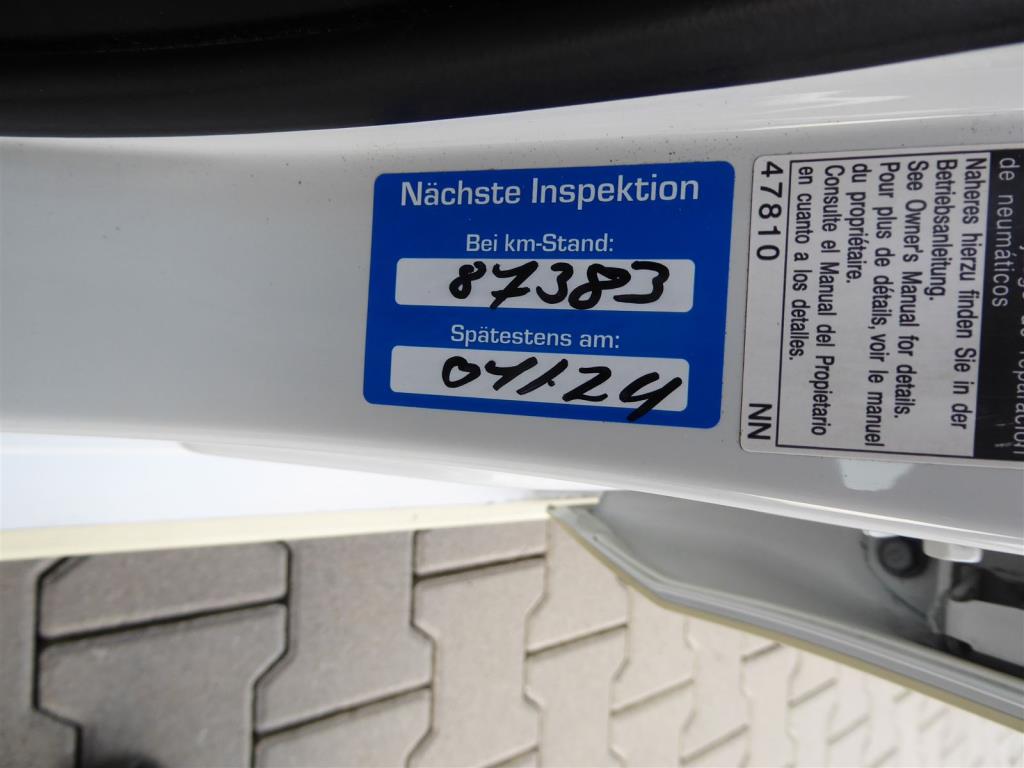 Nächste Inspektion
Bei km-Stand:
87383
Spätestens am:
04/24
de neumáticos
Näheres hierzu finden Sie in der
Betriebsanleitung.
See Owner's Manual for details.
Pour plus de détails, voir le manuel
du propriétaire.
Consulte el Manual del Propietario
en cuanto a los detalles.
47810 NN